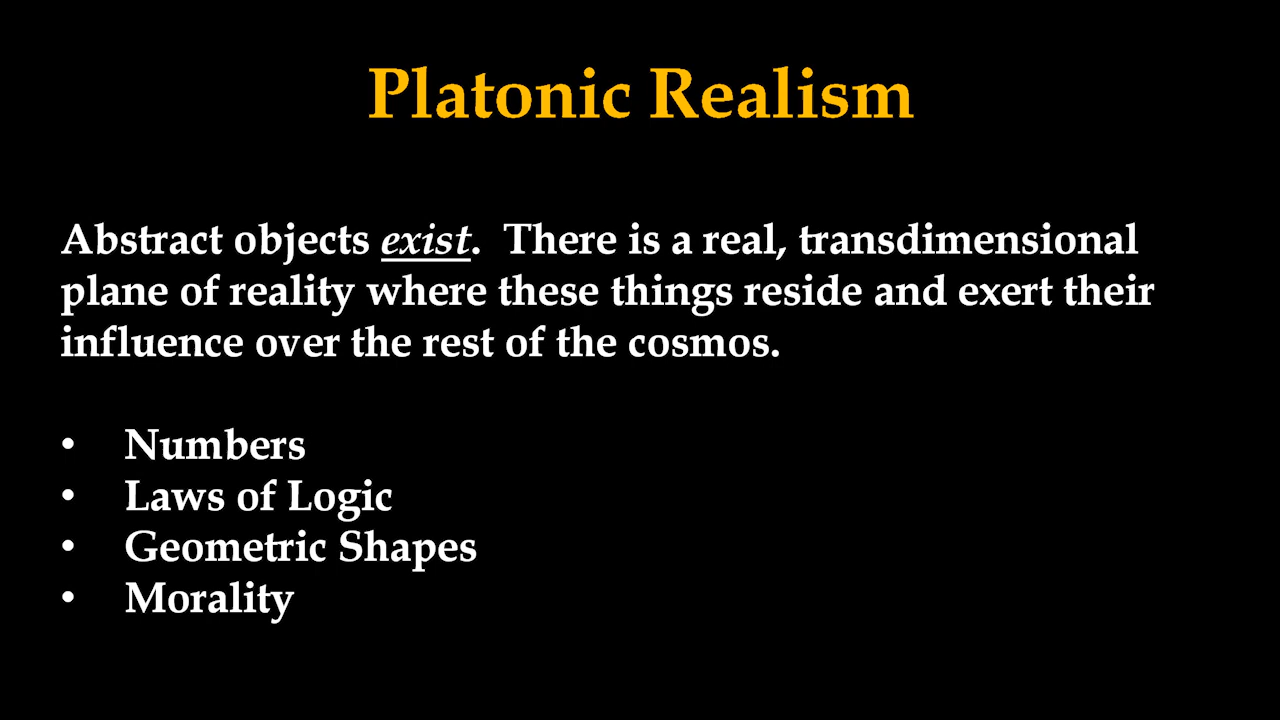 Platonic Realism
Abstract objects exist. There is a real, transdimensional
plane of reality where these things reside and exert their
influence over the rest of the cosmos.
• Numbers
• Laws of Logic
• Geometric Shapes
• Morality